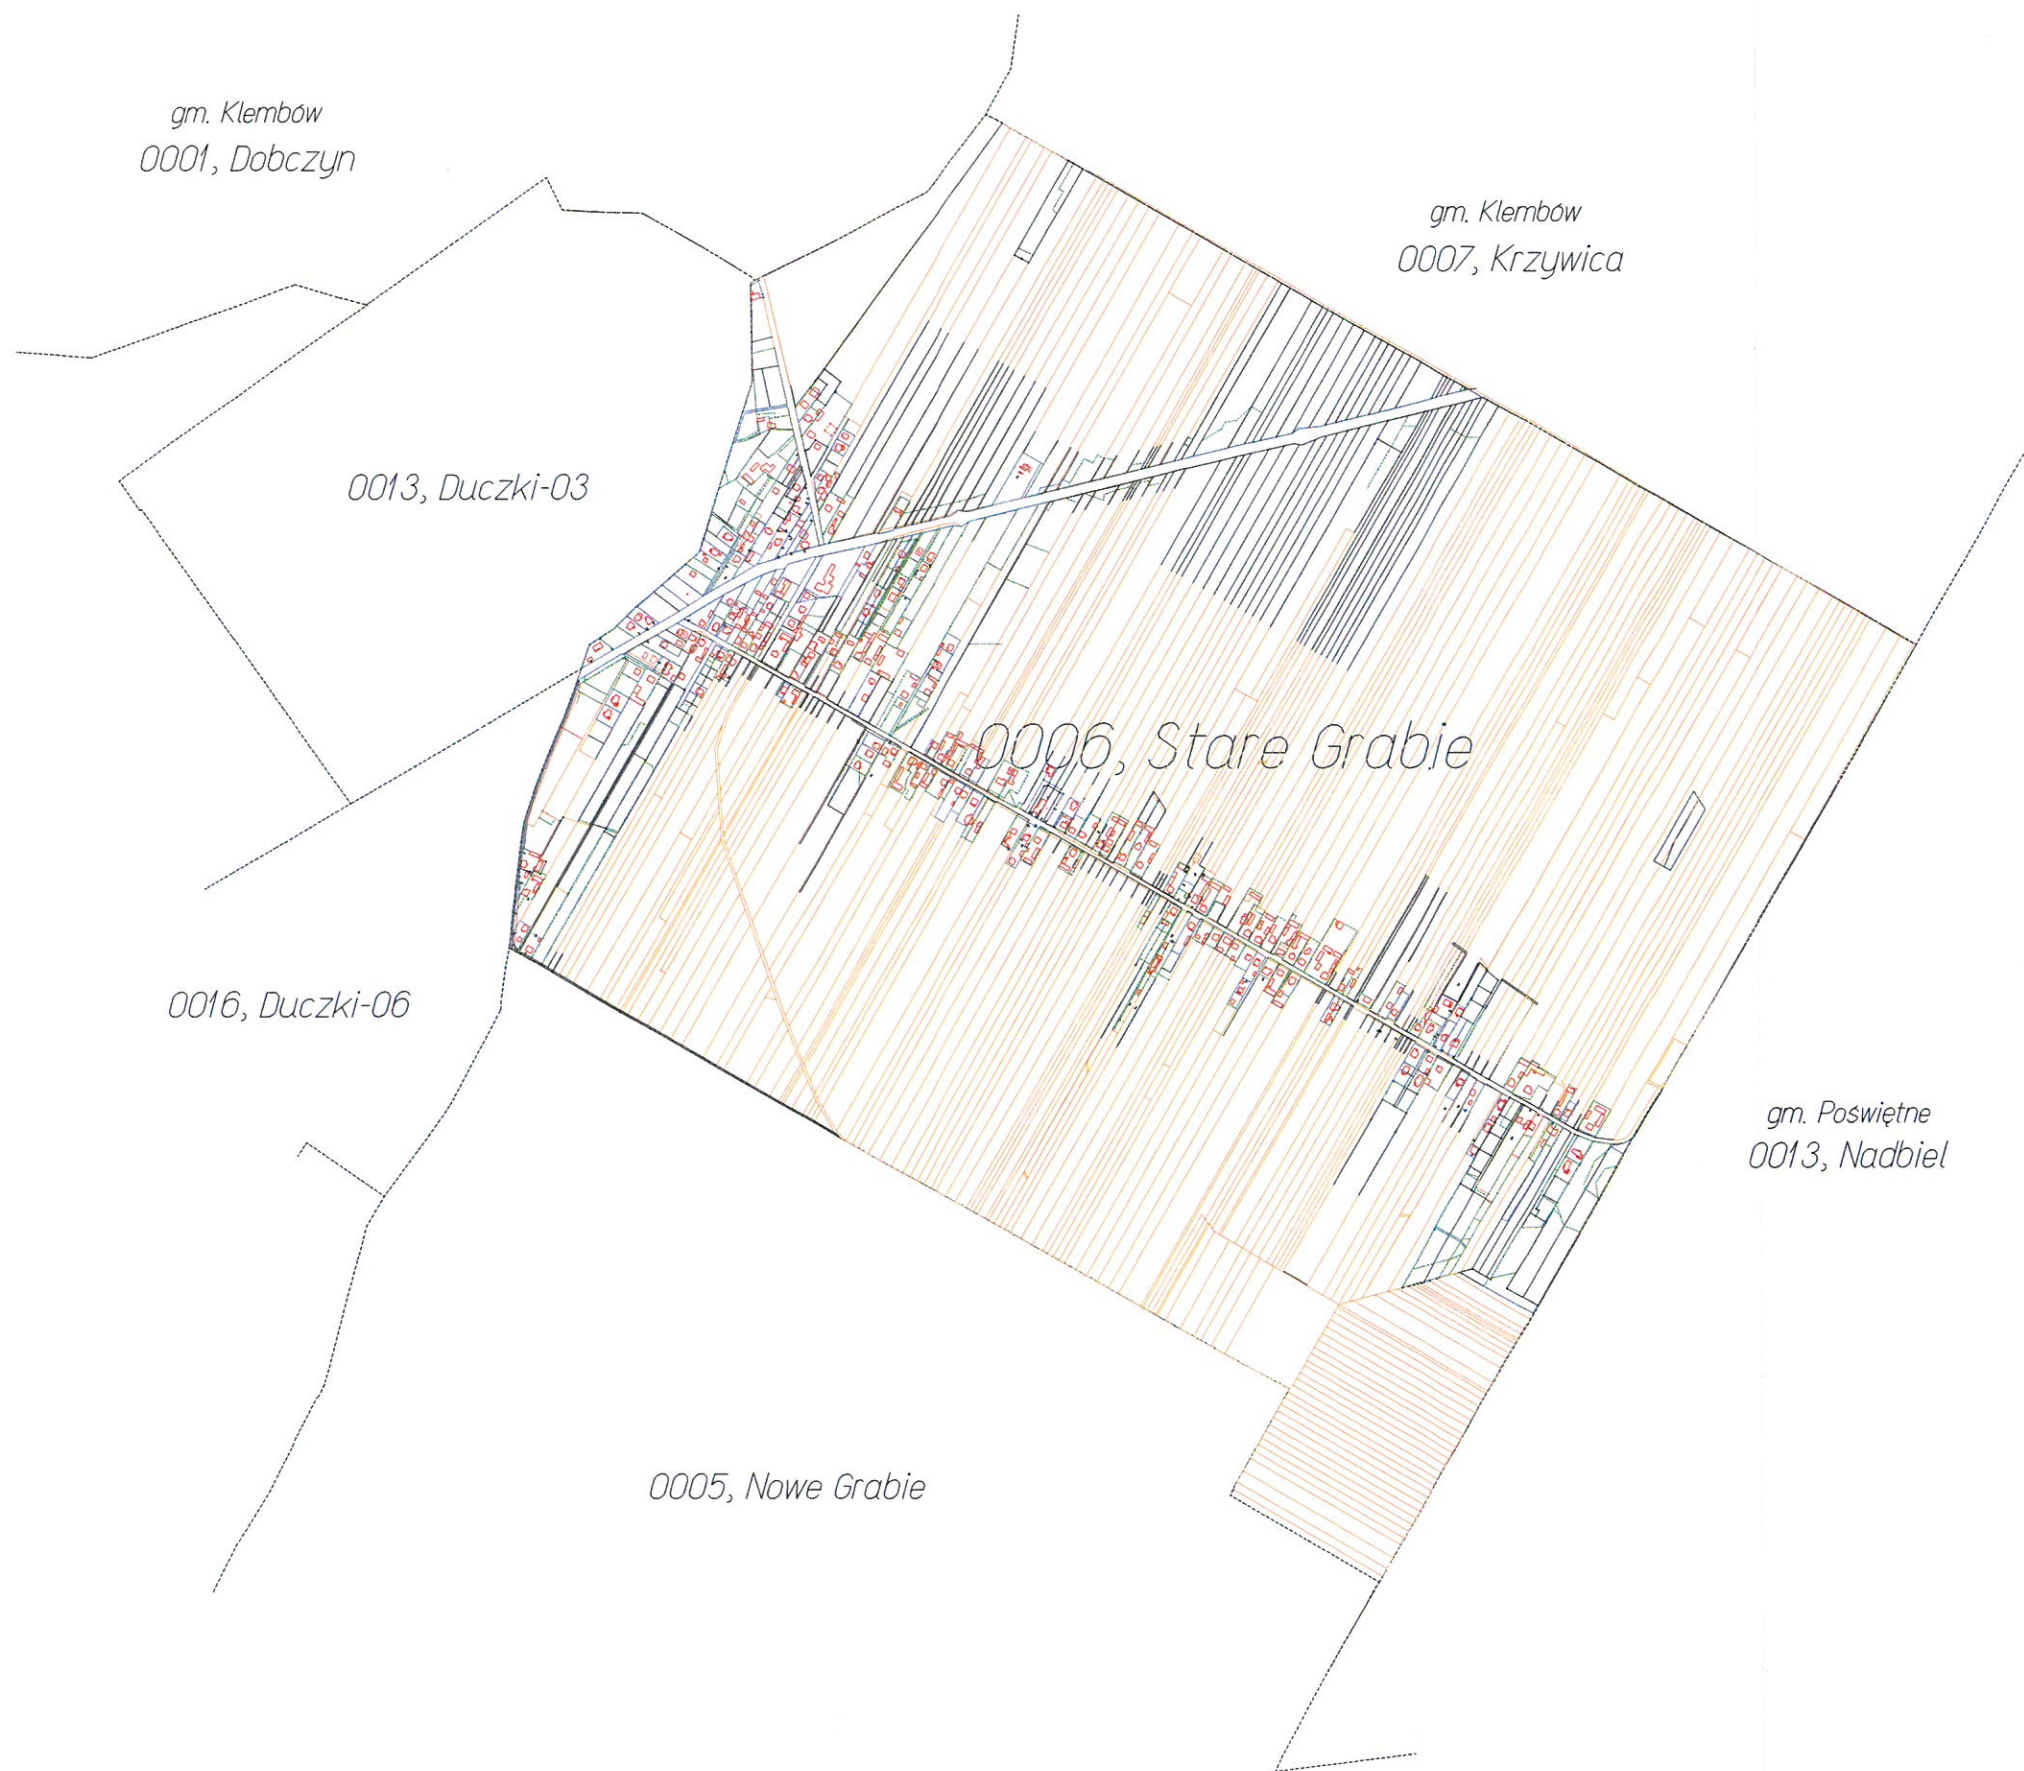 gm. Klembów
0001, Dobczyn
gm. Klembów
0007, Krzywica
0013, Duczki-03
0006, Stare Grabie
0016, Duczki-06
gm. Poświętne
0013, Nadbiel
0005, Nowe Grabie